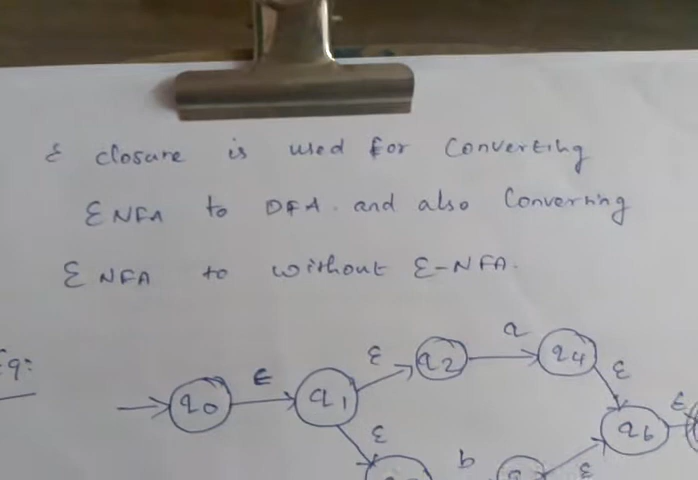 ε closure is used for Converting
ε NFA to DFA. and also Converting
ε NFA to without ε-NFA.
Eg:
q0 ε q1 ε q2 a q4 ε q6 ε
ε b ε